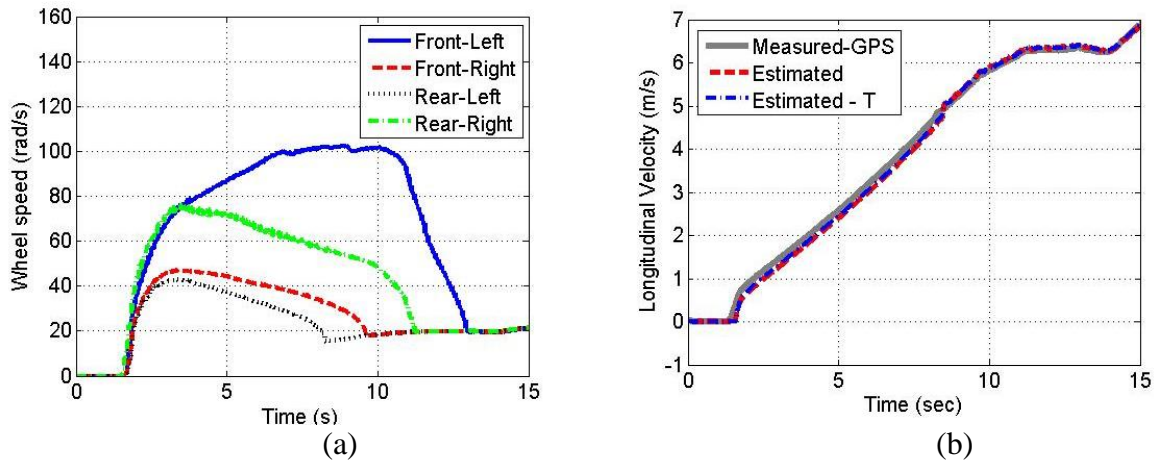 160
140
120
100
80
60
40
20
0
Wheel speed (rad/s)
Front-Left
Front-Right
Rear-Left
Rear-Right
0
5
10
15
Time (s)
(a)
7
6
5
4
3
2
1
0
-1
Longitudinal Velocity (m/s)
Measured-GPS
Estimated
Estimated - T
0
5
10
15
Time (sec)
(b)